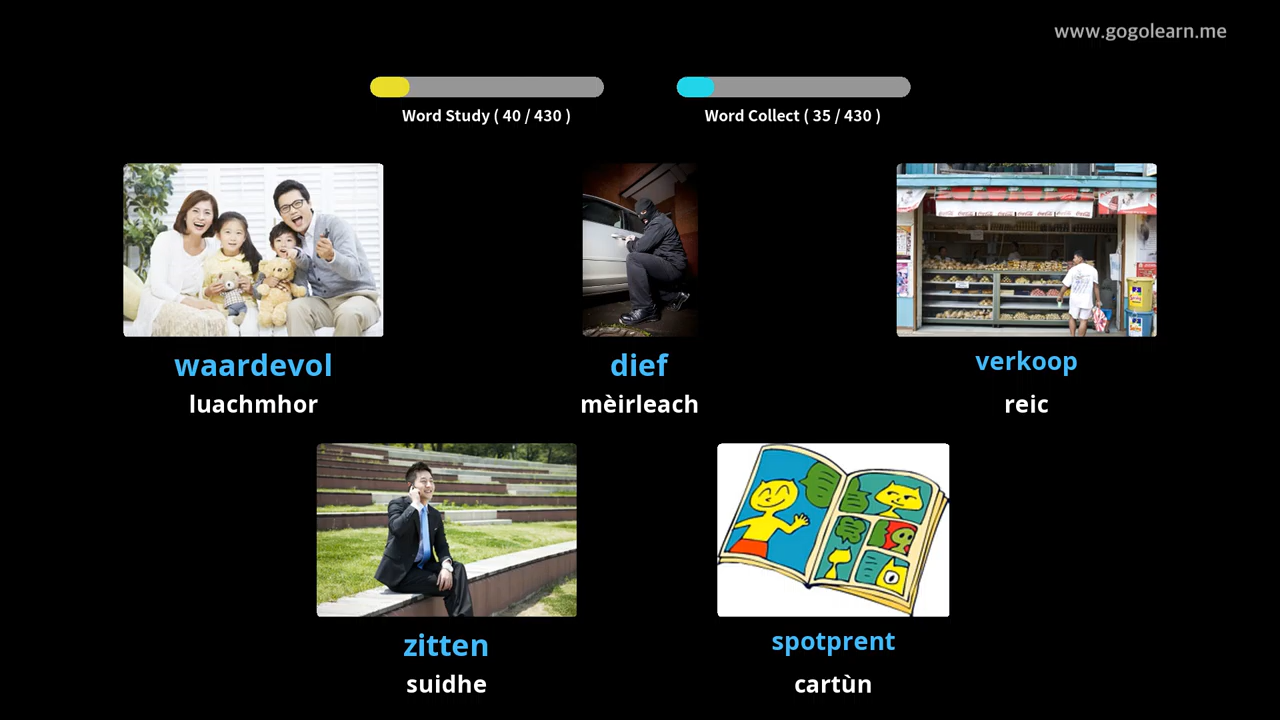 www.gogolearn.me
Word Study ( 40 / 430 )
Word Collect ( 35 / 430 )
waardevol
luachmhor
dief
mèirleach
verkoop
reic
zitten
suidhe
spotprent
cartùn